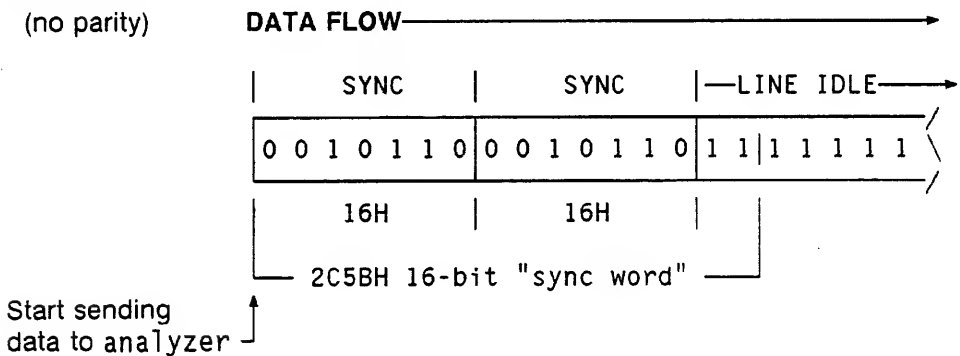 (no parity) DATA FLOW
SYNC SYNC LINE IDLE
0 0 1 0 1 1 0 0 0 1 0 1 1 0 1 1 1 1 1 1 1
16H 16H
2C5BH 16-bit "sync word"
Start sending
data to analyzer